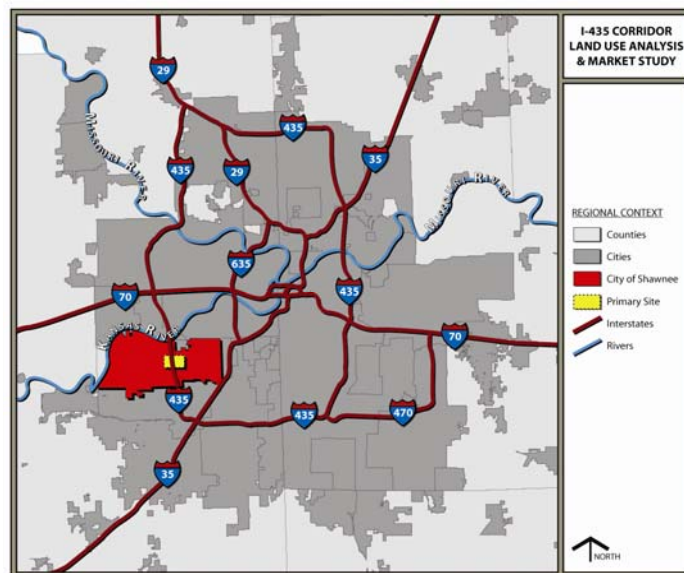 I-435 CORRIDOR
LAND USE ANALYSIS
& MARKET STUDY
29
435
35
MISSOURI RIVER
435
29
MISSOURI RIVER
635
70
435
70
KANSAS RIVER
435
435
470
35
REGIONAL CONTEXT
Counties
Cities
City of Shawnee
Primary Site
Interstates
Rivers
NORTH